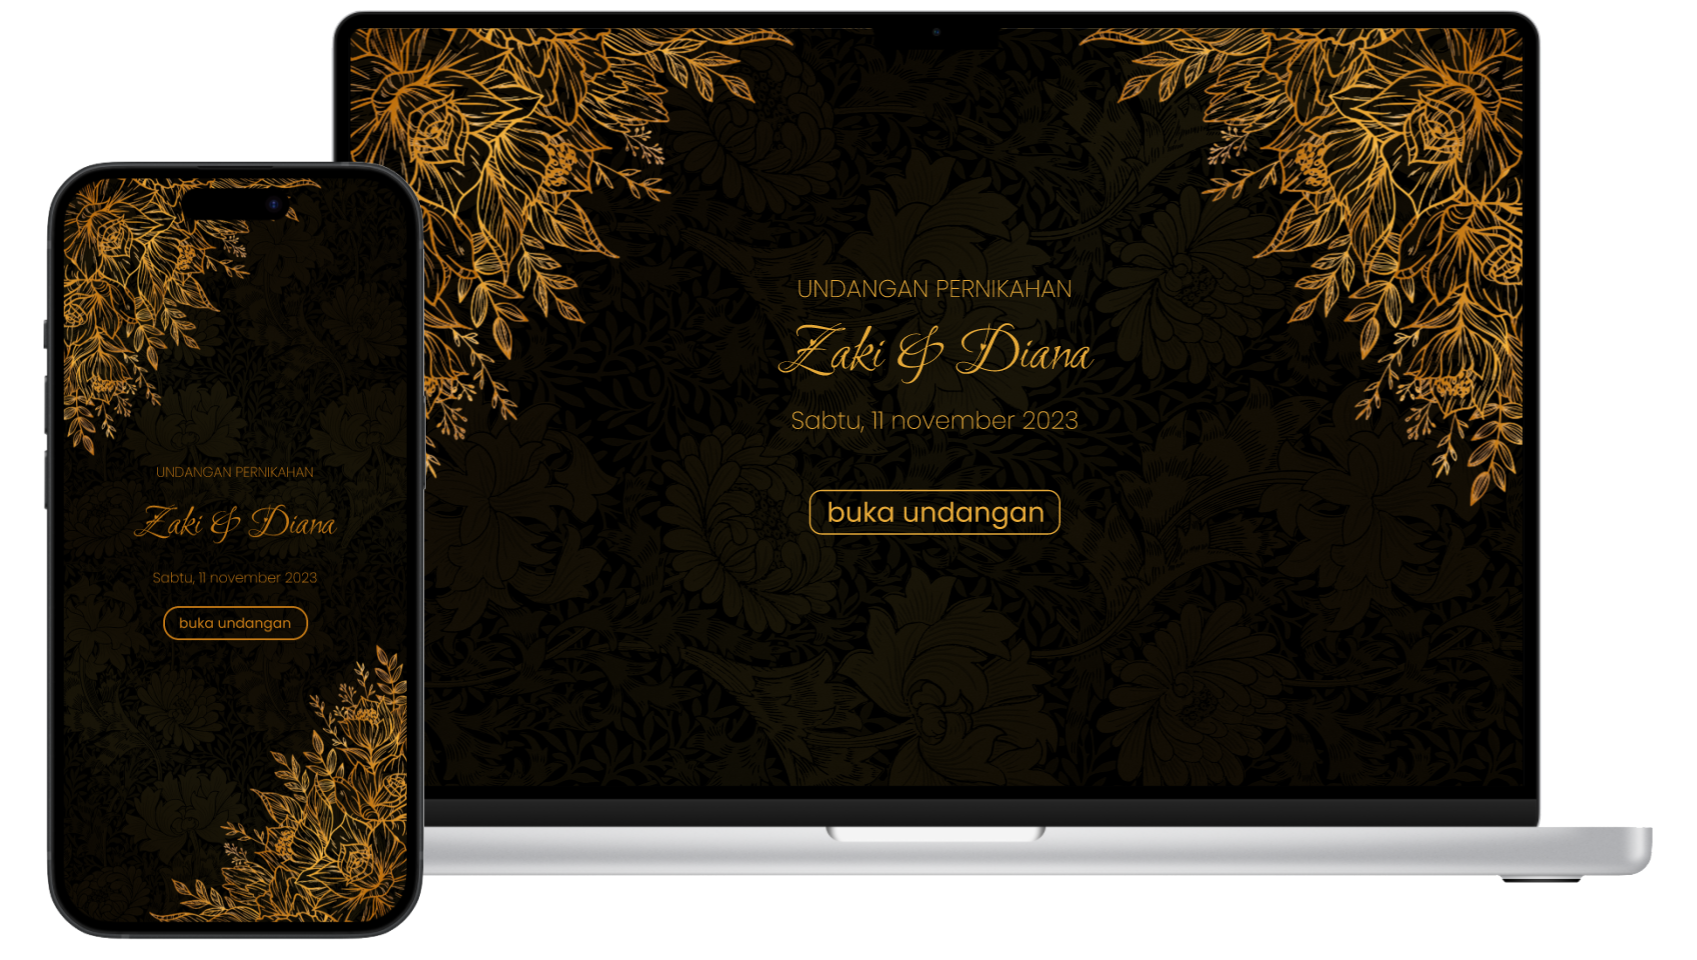 UNDANGAN PERNIKAHAN
Zaki & Diana
Sabtu, 11 november 2023
buka undangan
UNDANGAN PERNIKAHAN
Zaki & Diana
Sabtu, 11 november 2023
buka undangan